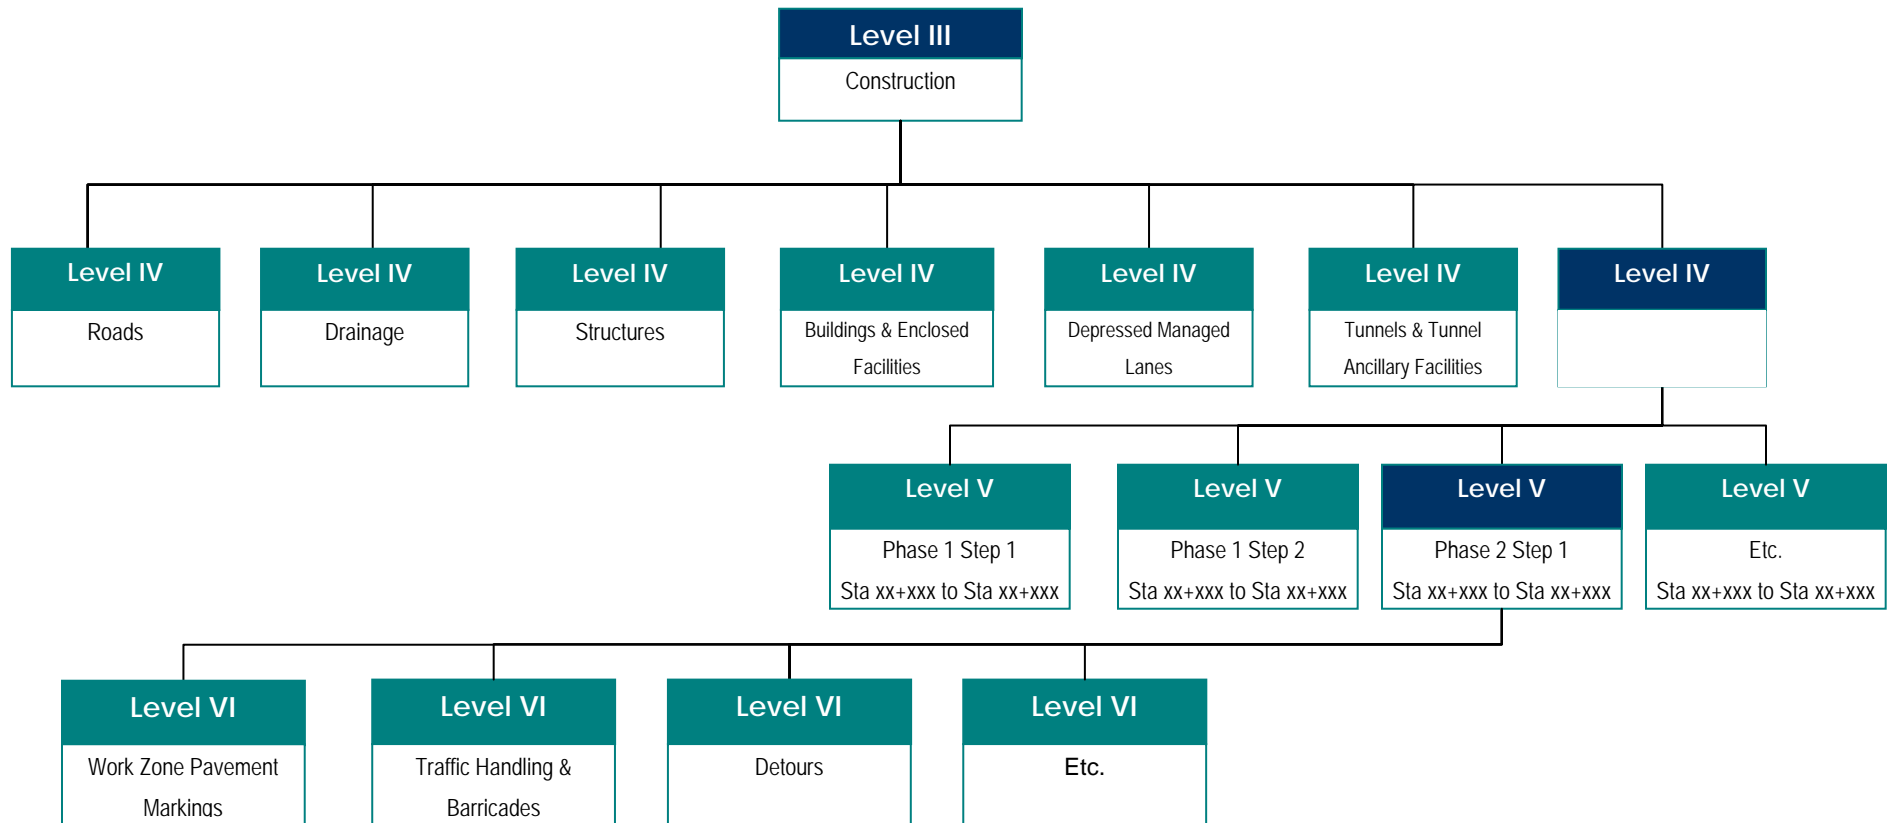 Level III
Construction
Level IV
Roads
Level IV
Drainage
Level IV
Structures
Level IV
Buildings & Enclosed
Facilities
Level IV
Depressed Managed
Lanes
Level IV
Tunnels & Tunnel
Ancillary Facilities
Level IV
Level V
Phase 1 Step 1
Sta xx+xxx to Sta xx+xxx
Level V
Phase 1 Step 2
Sta xx+xxx to Sta xx+xxx
Level V
Phase 2 Step 1
Sta xx+xxx to Sta xx+xxx
Level V
Etc.
Sta xx+xxx to Sta xx+xxx
Level VI
Work Zone Pavement
Markings
Level VI
Traffic Handling &
Barricades
Level VI
Detours
Level VI
Etc.